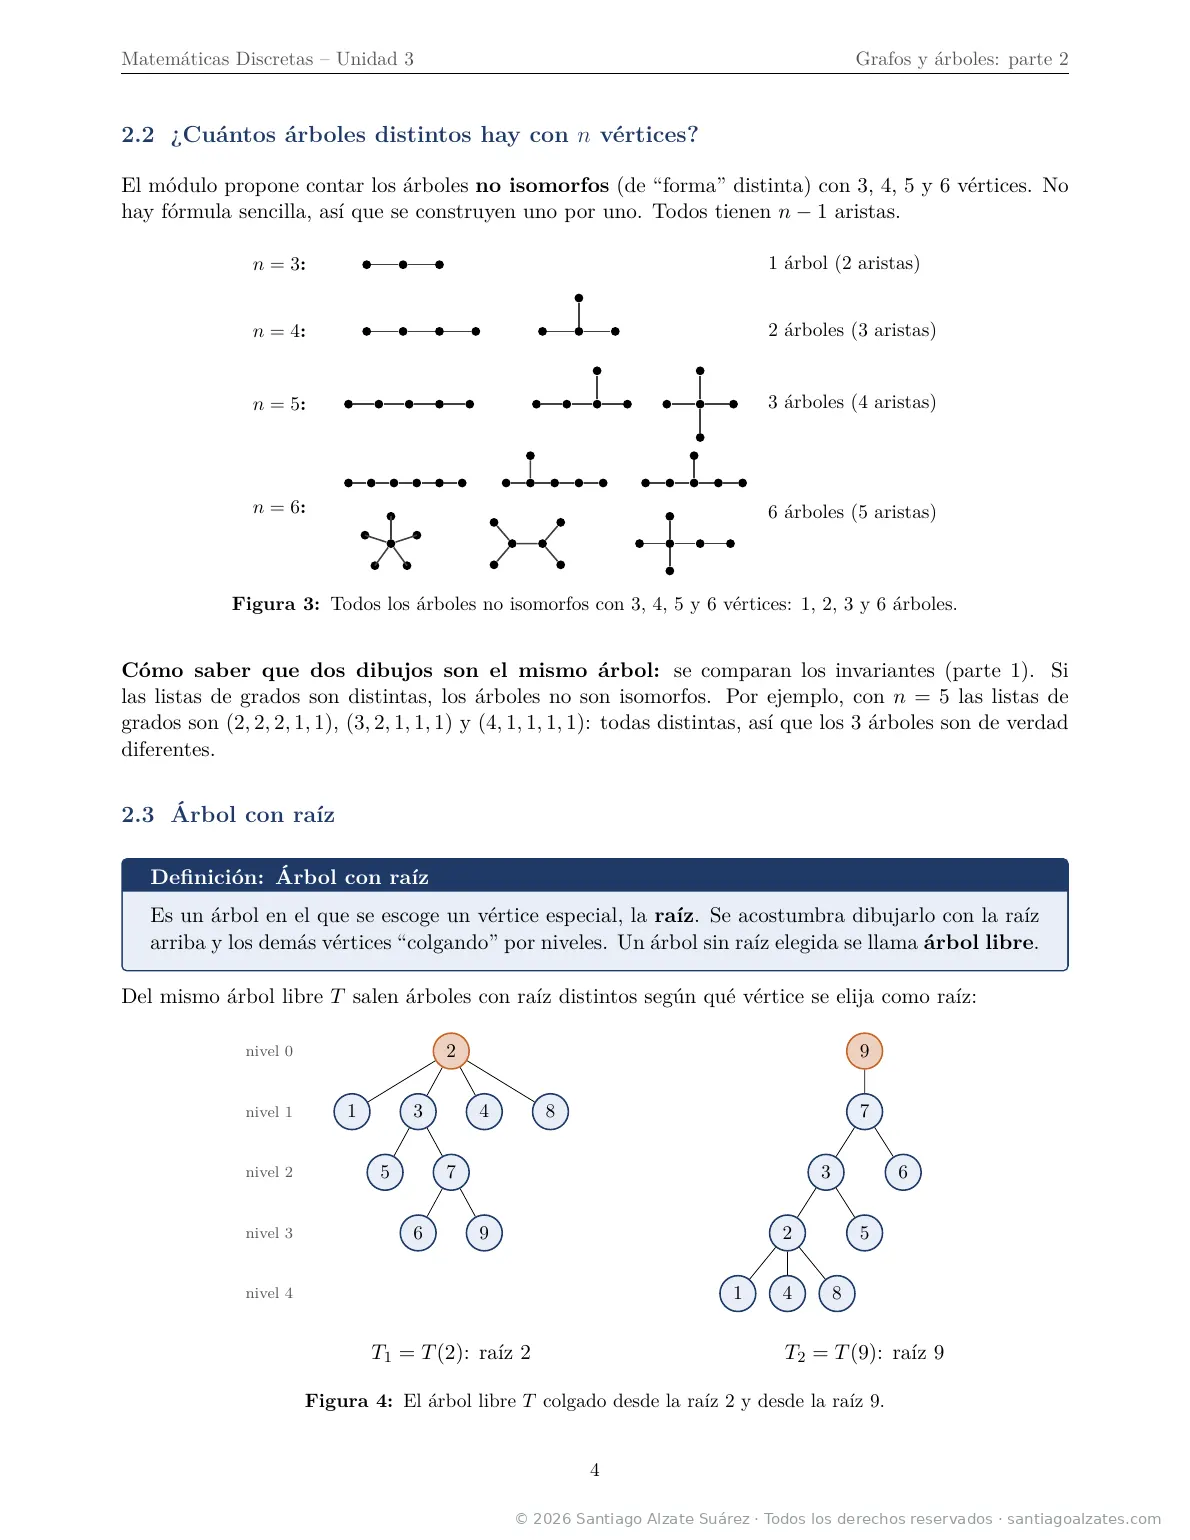 Matemáticas Discretas – Unidad 3
Grafos y árboles: parte 2
2.2 ¿Cuántos árboles distintos hay con n vértices?
El módulo propone contar los árboles no isomorfos (de “forma” distinta) con 3, 4, 5 y 6 vértices. No
hay fórmula sencilla, así que se construyen uno por uno. Todos tienen n − 1 aristas.
n = 3:
1 árbol (2 aristas)
n = 4:
2 árboles (3 aristas)
n = 5:
3 árboles (4 aristas)
n = 6:
6 árboles (5 aristas)
Figura 3: Todos los árboles no isomorfos con 3, 4, 5 y 6 vértices: 1, 2, 3 y 6 árboles.
Cómo saber que dos dibujos son el mismo árbol: se comparan los invariantes (parte 1). Si
las listas de grados son distintas, los árboles no son isomorfos. Por ejemplo, con n = 5 las listas de
grados son (2, 2, 2, 1, 1), (3, 2, 1, 1, 1) y (4, 1, 1, 1, 1): todas distintas, así que los 3 árboles son de verdad
diferentes.
2.3 Árbol con raíz
Definición: Árbol con raíz
Es un árbol en el que se escoge un vértice especial, la raíz. Se acostumbra dibujarlo con la raíz
arriba y los demás vértices “colgando” por niveles. Un árbol sin raíz elegida se llama árbol libre.
Del mismo árbol libre T salen árboles con raíz distintos según qué vértice se elija como raíz:
nivel 0 2 9
nivel 1 1 3 4 8 7
nivel 2 5 7 3 6
nivel 3 6 9 2 5
nivel 4 1 4 8
T₁ = T(2): raíz 2
T₂ = T(9): raíz 9
Figura 4: El árbol libre T colgado desde la raíz 2 y desde la raíz 9.
4
© 2026 Santiago Alzate Suárez · Todos los derechos reservados · santiagoalzates.com